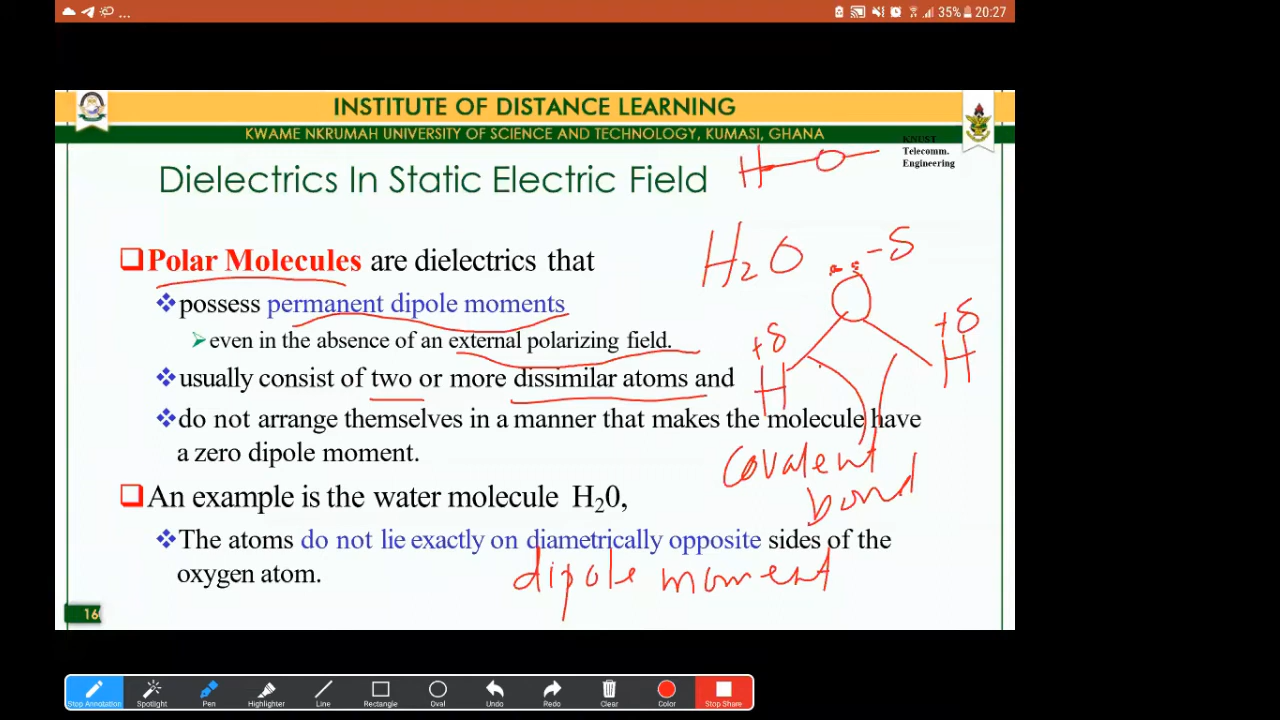 35% 20:27
INSTITUTE OF DISTANCE LEARNING
KWAME NKRUMAH UNIVERSITY OF SCIENCE AND TECHNOLOGY, KUMASI, GHANA
KNUST
Telecomm.
Engineering
Dielectrics In Static Electric Field
H O
H₂O
-δ
+δ
+δ
H
H
covalent
bond
Polar Molecules are dielectrics that
possess permanent dipole moments
even in the absence of an external polarizing field.
usually consist of two or more dissimilar atoms and
do not arrange themselves in a manner that makes the molecule have
a zero dipole moment.
An example is the water molecule H₂0,
The atoms do not lie exactly on diametrically opposite sides of the
oxygen atom.
dipole moment
16
Stop Annotation Spotlight Pen Highlighter Line Rectangle Oval Undo Redo Clear Color Stop Share